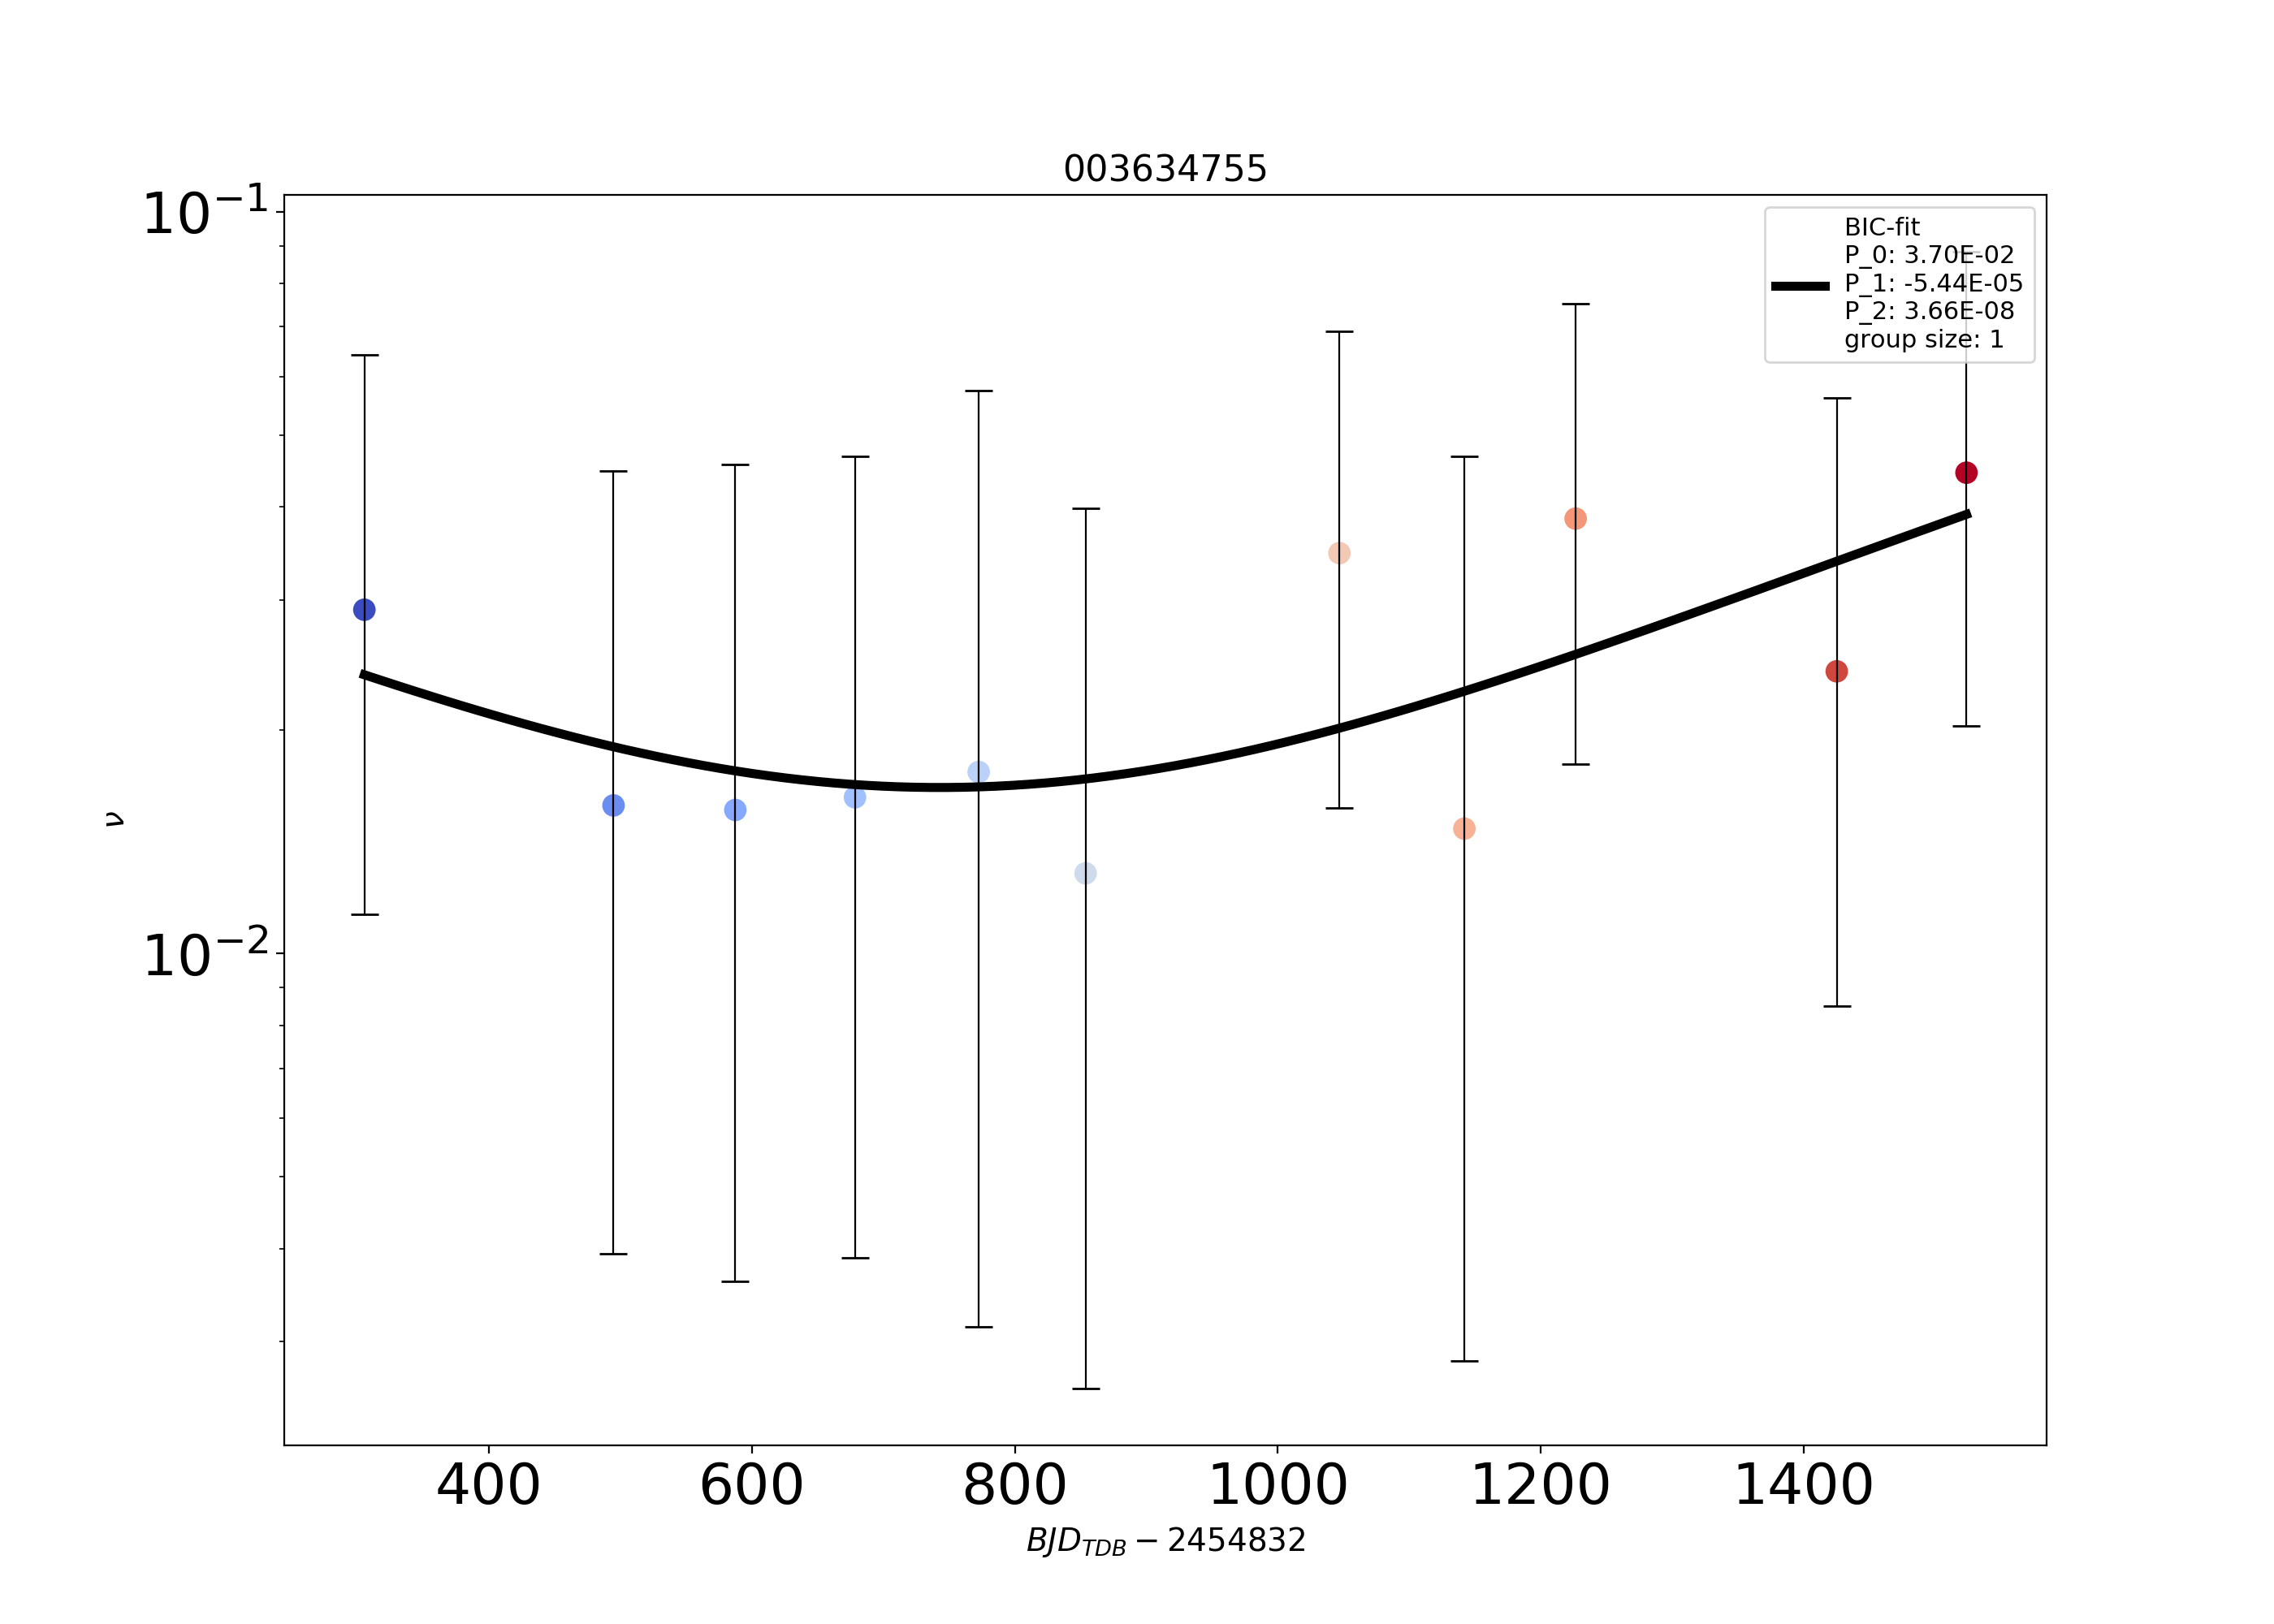 003634755
10⁻¹
BIC-fit
P_0: 3.70E-02
P_1: -5.44E-05
P_2: 3.66E-08
group size: 1
ν
10⁻²
400 600 800 1000 1200 1400
BJD_TDB − 2454832